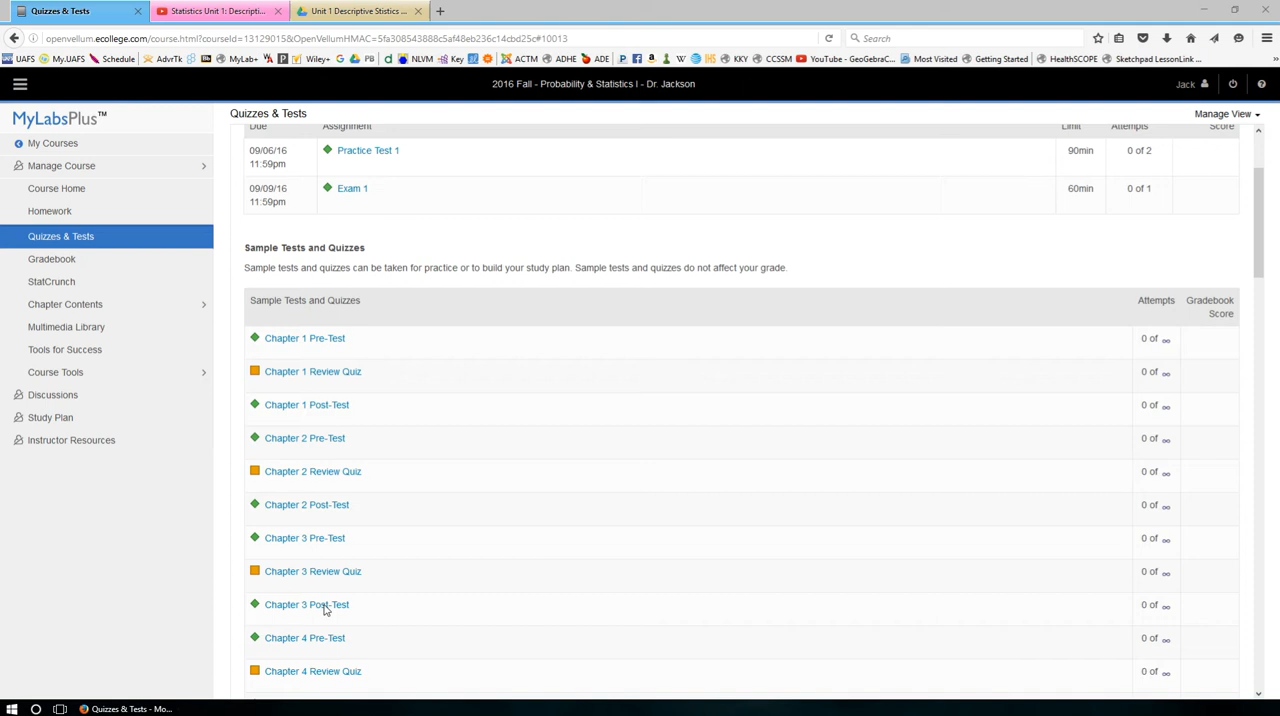 Quizzes & Tests
Statistics Unit 1: Descripti...
Unit 1 Descriptive Stistics ...
openvellum.ecollege.com/course.html?courseId=13129015&OpenVellumHMAC=5fa308543888c5af48eb236c14cbd25c#10013
Search
UAFS My.UAFS Schedule AdvrTk MyLab+ Wiley+ PB NLVM Key ACTM ADE KKY CCSSM YouTube - GeoGebraC... Most Visited Getting Started HealthSCOPE Sketchpad LessonLink
2016 Fall - Probability & Statistics I - Dr. Jackson
Jack
MyLabsPlus™
My Courses
Manage Course
Course Home
Homework
Quizzes & Tests
Gradebook
StatCrunch
Chapter Contents
Multimedia Library
Tools for Success
Course Tools
Discussions
Study Plan
Instructor Resources
Quizzes & Tests
Manage View
Due Assignment Limit Attempts Score
09/06/16 Practice Test 1 90min 0 of 2
11:59pm
09/09/16 Exam 1 60min 0 of 1
11:59pm
Sample Tests and Quizzes
Sample tests and quizzes can be taken for practice or to build your study plan. Sample tests and quizzes do not affect your grade.
Sample Tests and Quizzes Attempts Gradebook
Score
Chapter 1 Pre-Test 0 of ∞
Chapter 1 Review Quiz 0 of ∞
Chapter 1 Post-Test 0 of ∞
Chapter 2 Pre-Test 0 of ∞
Chapter 2 Review Quiz 0 of ∞
Chapter 2 Post-Test 0 of ∞
Chapter 3 Pre-Test 0 of ∞
Chapter 3 Review Quiz 0 of ∞
Chapter 3 Post-Test 0 of ∞
Chapter 4 Pre-Test 0 of ∞
Chapter 4 Review Quiz 0 of ∞
Quizzes & Tests - Mo...